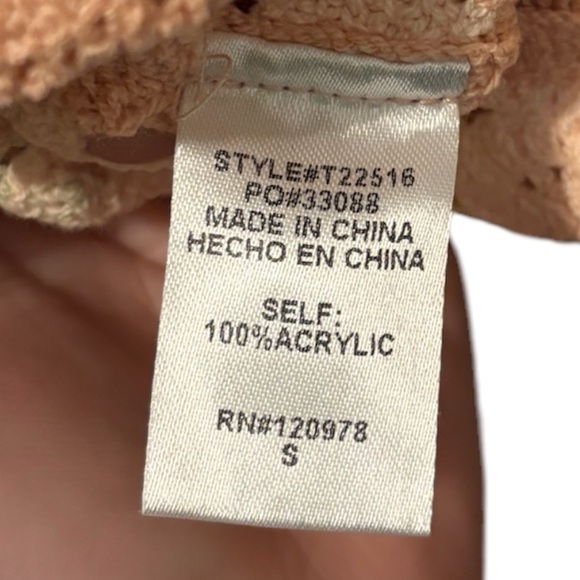 STYLE#T22516
PO#33088
MADE IN CHINA
HECHO EN CHINA
SELF:
100%ACRYLIC
RN#120978
S